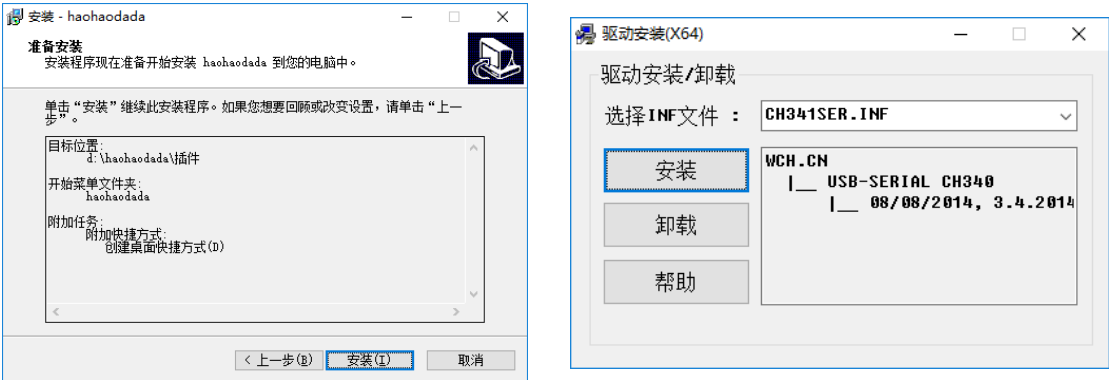 安装 - haohaodada
准备安装
安装程序现在准备开始安装 haohaodada 到您的电脑中。
单击“安装”继续此安装程序。如果您想要回顾或改变设置，请单击“上一
步”。
目标位置:
d:\haohaodada\插件
开始菜单文件夹:
haohaodada
附加任务:
附加快捷方式:
创建桌面快捷方式(D)
< 上一步(B)
安装(I)
取消
驱动安装(X64)
驱动安装/卸载
选择INF文件 :
CH341SER.INF
安装
卸载
帮助
WCH.CN
|__ USB-SERIAL CH340
|__ 08/08/2014, 3.4.2014